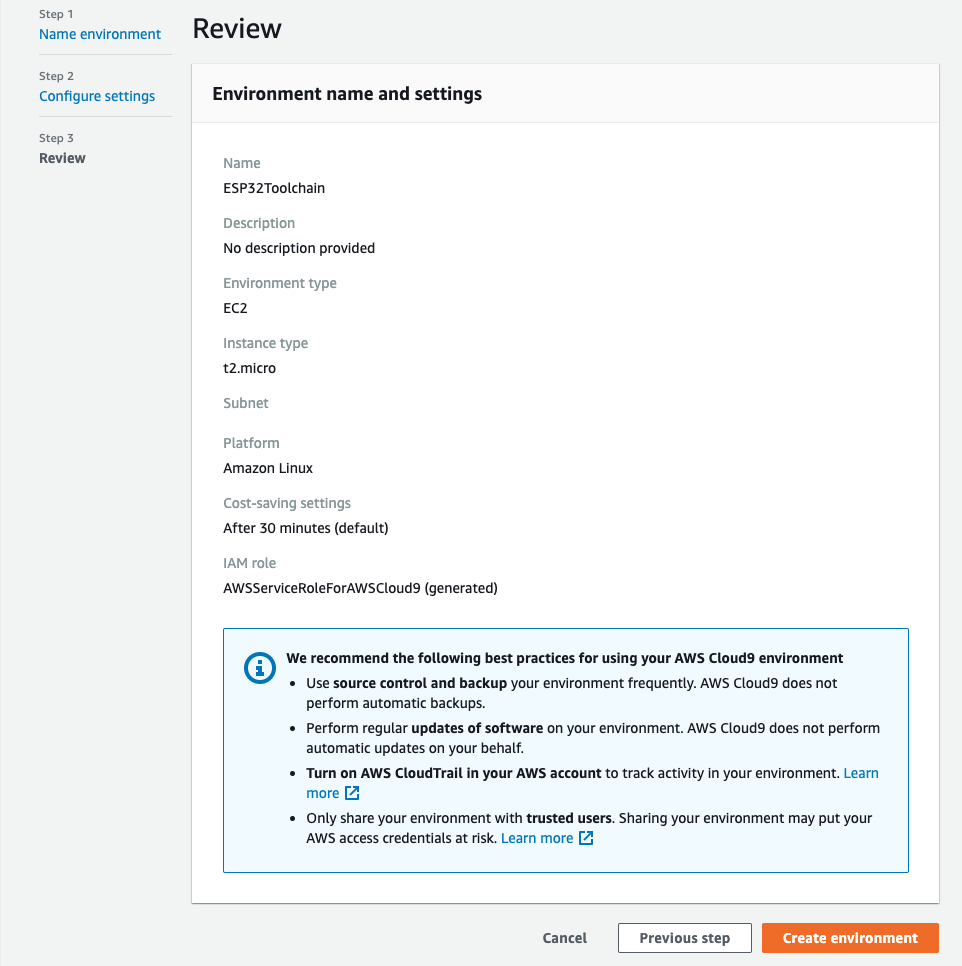 Step 1
Name environment
Step 2
Configure settings
Step 3
Review
Review
Environment name and settings
Name
ESP32Toolchain
Description
No description provided
Environment type
EC2
Instance type
t2.micro
Subnet
Platform
Amazon Linux
Cost-saving settings
After 30 minutes (default)
IAM role
AWSServiceRoleForAWSCloud9 (generated)
We recommend the following best practices for using your AWS Cloud9 environment
• Use source control and backup your environment frequently. AWS Cloud9 does not
perform automatic backups.
• Perform regular updates of software on your environment. AWS Cloud9 does not perform
automatic updates on your behalf.
• Turn on AWS CloudTrail in your AWS account to track activity in your environment. Learn
more
• Only share your environment with trusted users. Sharing your environment may put your
AWS access credentials at risk. Learn more
Cancel
Previous step
Create environment